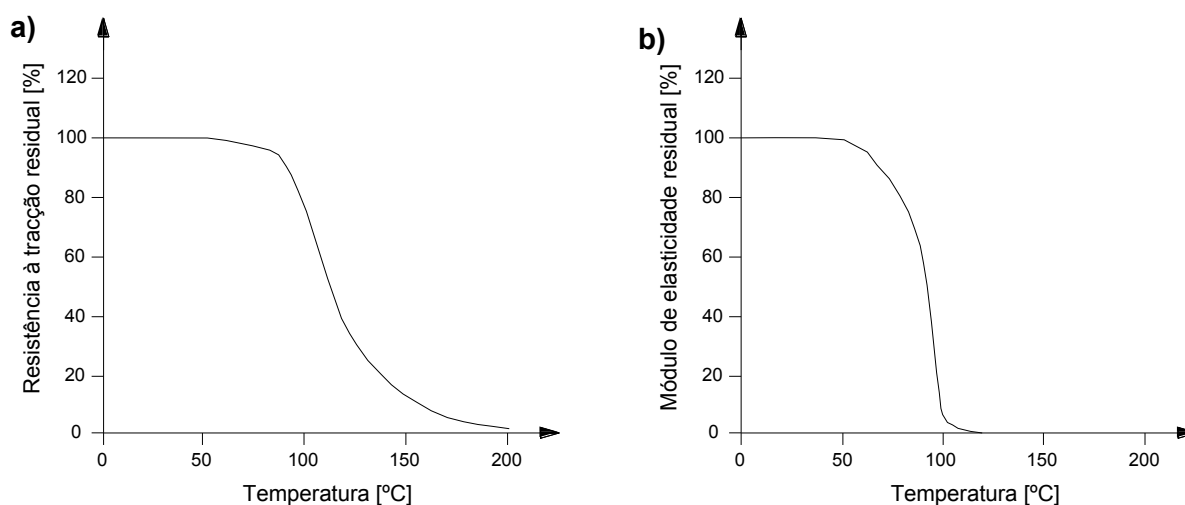 a)
Resistência à tracção residual [%]
120
100
80
60
40
20
0
0 50 100 150 200
Temperatura [ºC]
b)
Módulo de elasticidade residual [%]
120
100
80
60
40
20
0
0 50 100 150 200
Temperatura [ºC]